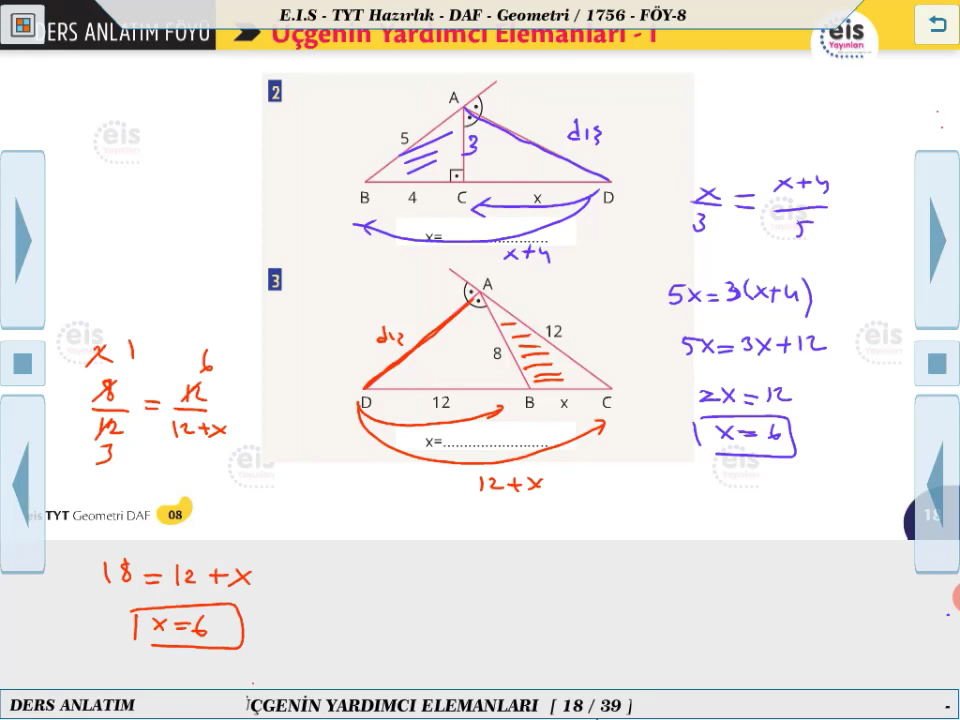 E.I.S - TYT Hazırlık - DAF - Geometri / 1756 - FÖY-8
DERS ANLATIM FÖYÜ
Üçgenin Yardımcı Elemanları - I
eis
Yayınları
2
A
5
3
dış
B
4
C
x
D
x=..........................
x+4
x/3 = x+4/5
5x=3(x+4)
5x=3x+12
2x=12
x=6
3
A
dış
12
8
D
12
B
x
C
x=..........................
12+x
8/12 = 12/12+x
1
6
3
eis TYT Geometri DAF 08
18
18=12+x
x=6
DERS ANLATIM
ÜÇGENİN YARDIMCI ELEMANLARI [ 18 / 39 ]
-